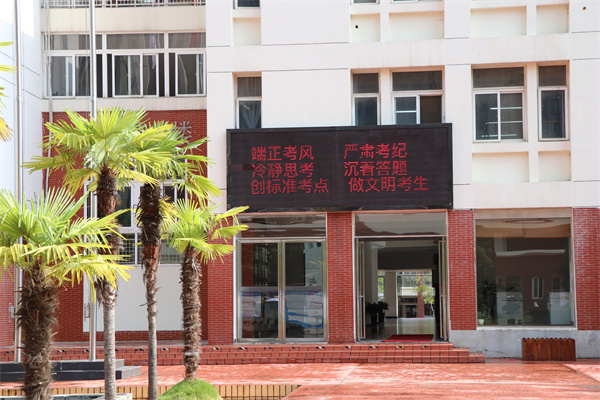 端正考风 严肃考纪
冷静思考 沉着答题
创标准考点 做文明考生